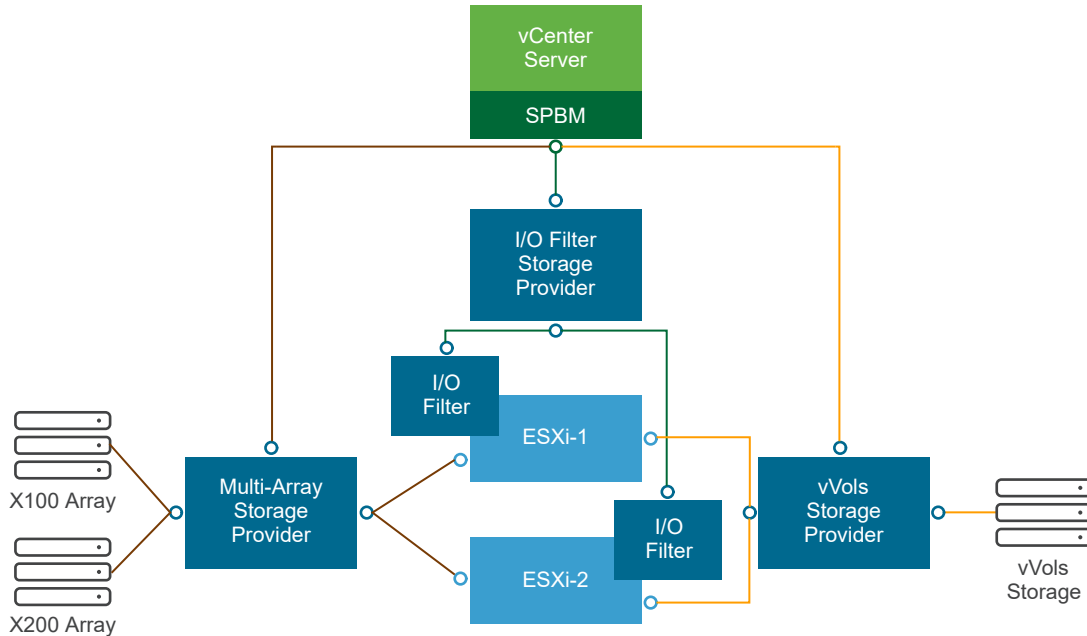 vCenter
Server
SPBM
I/O Filter
Storage
Provider
I/O
Filter
ESXi-1
X100 Array
Multi-Array
Storage
Provider
vVols
Storage
Provider
I/O
Filter
ESXi-2
vVols
Storage
X200 Array